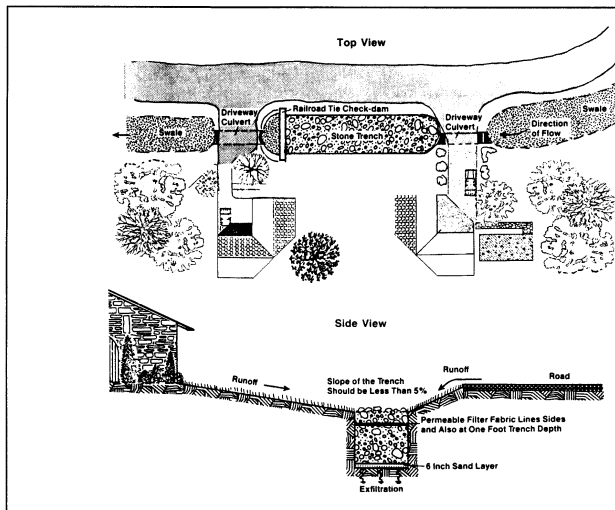 Top View
Railroad Tie Check-dam
Driveway
Culvert
Driveway
Culvert
Swale
Swale
Stone Trench
Direction
of Flow
Side View
Runoff
Slope of the Trench
Should be Less Than 5%
Runoff
Road
Permeable Filter Fabric Lines Sides
and Also at One Foot Trench Depth
6 Inch Sand Layer
Exfiltration